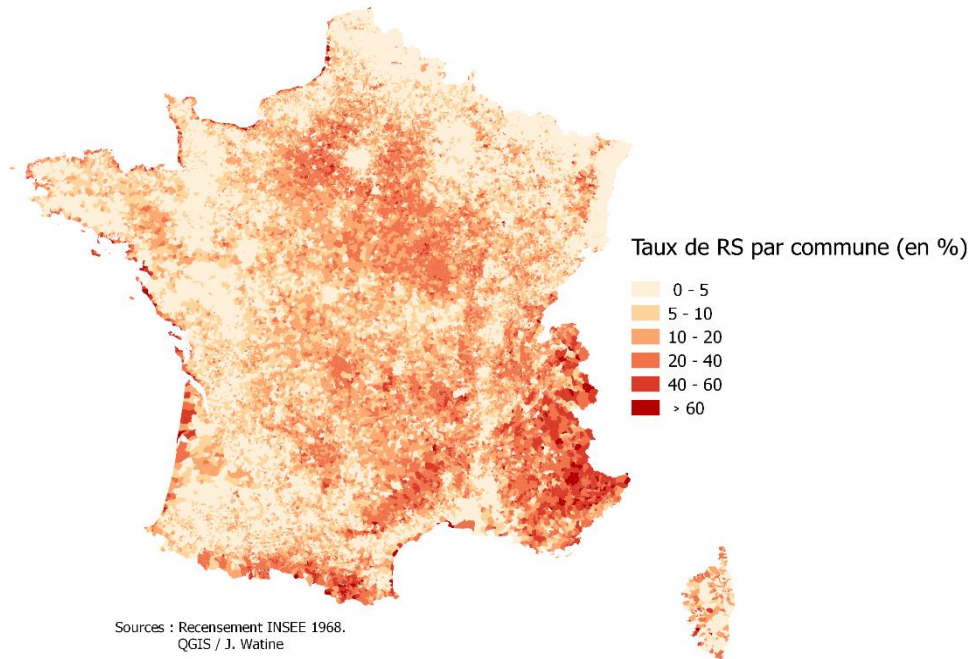 Taux de RS par commune (en %)
0 - 5
5 - 10
10 - 20
20 - 40
40 - 60
> 60
Sources : Recensement INSEE 1968.
QGIS / J. Watine